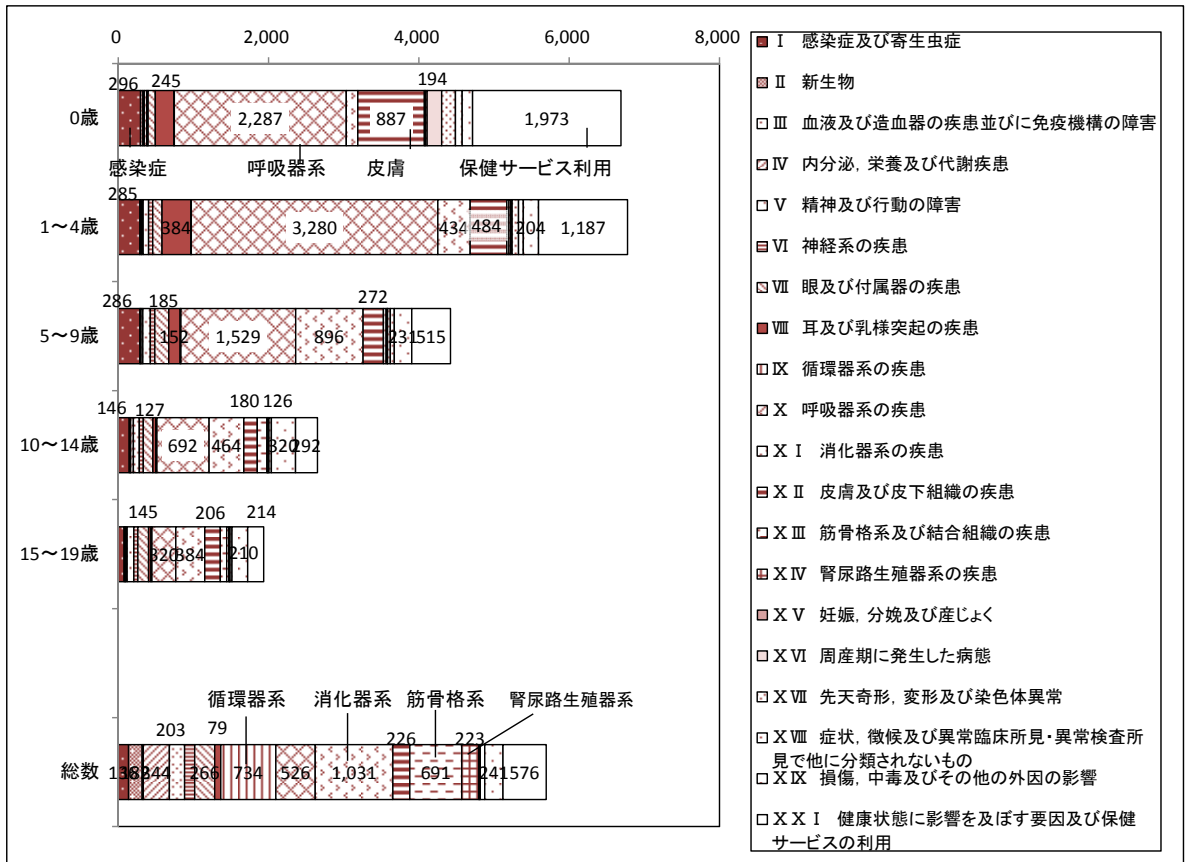 0 2,000 4,000 6,000 8,000
296 245 194
0歳 2,287 887 1,973
感染症 呼吸器系 皮膚 保健サービス利用
285
1～4歳 384 3,280 434 484 204 1,187
286 185 272
5～9歳 152 1,529 896 231 515
146 127 180 126
10～14歳 692 464 320 292
145 206 214
15～19歳 320 384 210
循環器系 消化器系 筋骨格系 腎尿路生殖器系
203 79 226 223
総数 344 266 734 526 1,031 691 241 576
Ⅰ 感染症及び寄生虫症
Ⅱ 新生物
Ⅲ 血液及び造血器の疾患並びに免疫機構の障害
Ⅳ 内分泌，栄養及び代謝疾患
Ⅴ 精神及び行動の障害
Ⅵ 神経系の疾患
Ⅶ 眼及び付属器の疾患
Ⅷ 耳及び乳様突起の疾患
Ⅸ 循環器系の疾患
Ⅹ 呼吸器系の疾患
ⅩⅠ 消化器系の疾患
ⅩⅡ 皮膚及び皮下組織の疾患
ⅩⅢ 筋骨格系及び結合組織の疾患
ⅩⅣ 腎尿路生殖器系の疾患
ⅩⅤ 妊娠，分娩及び産じょく
ⅩⅥ 周産期に発生した病態
ⅩⅦ 先天奇形，変形及び染色体異常
ⅩⅧ 症状，徴候及び異常臨床所見・異常検査所
見で他に分類されないもの
ⅩⅨ 損傷，中毒及びその他の外因の影響
ⅩⅩⅠ 健康状態に影響を及ぼす要因及び保健
サービスの利用